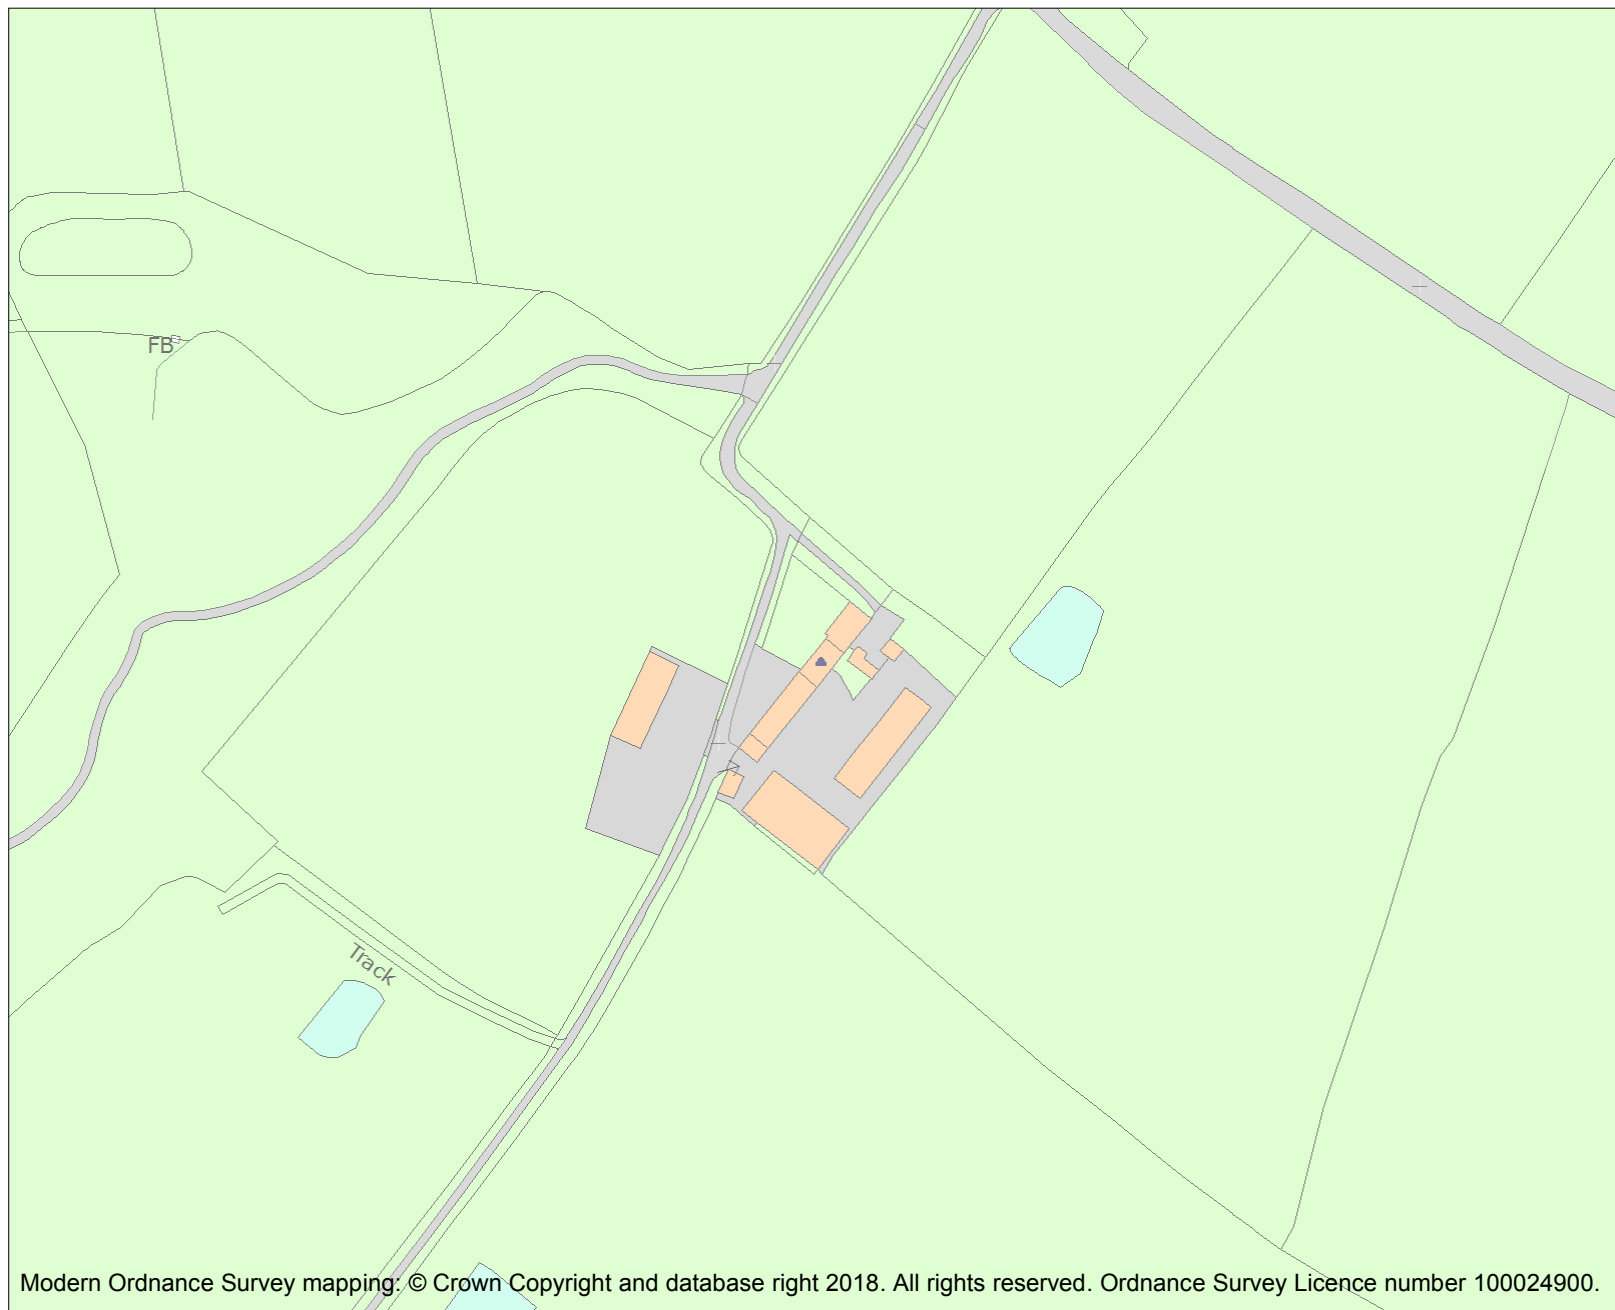 FB
Track
Modern Ordnance Survey mapping: © Crown Copyright and database right 2018. All rights reserved. Ordnance Survey Licence number 100024900.